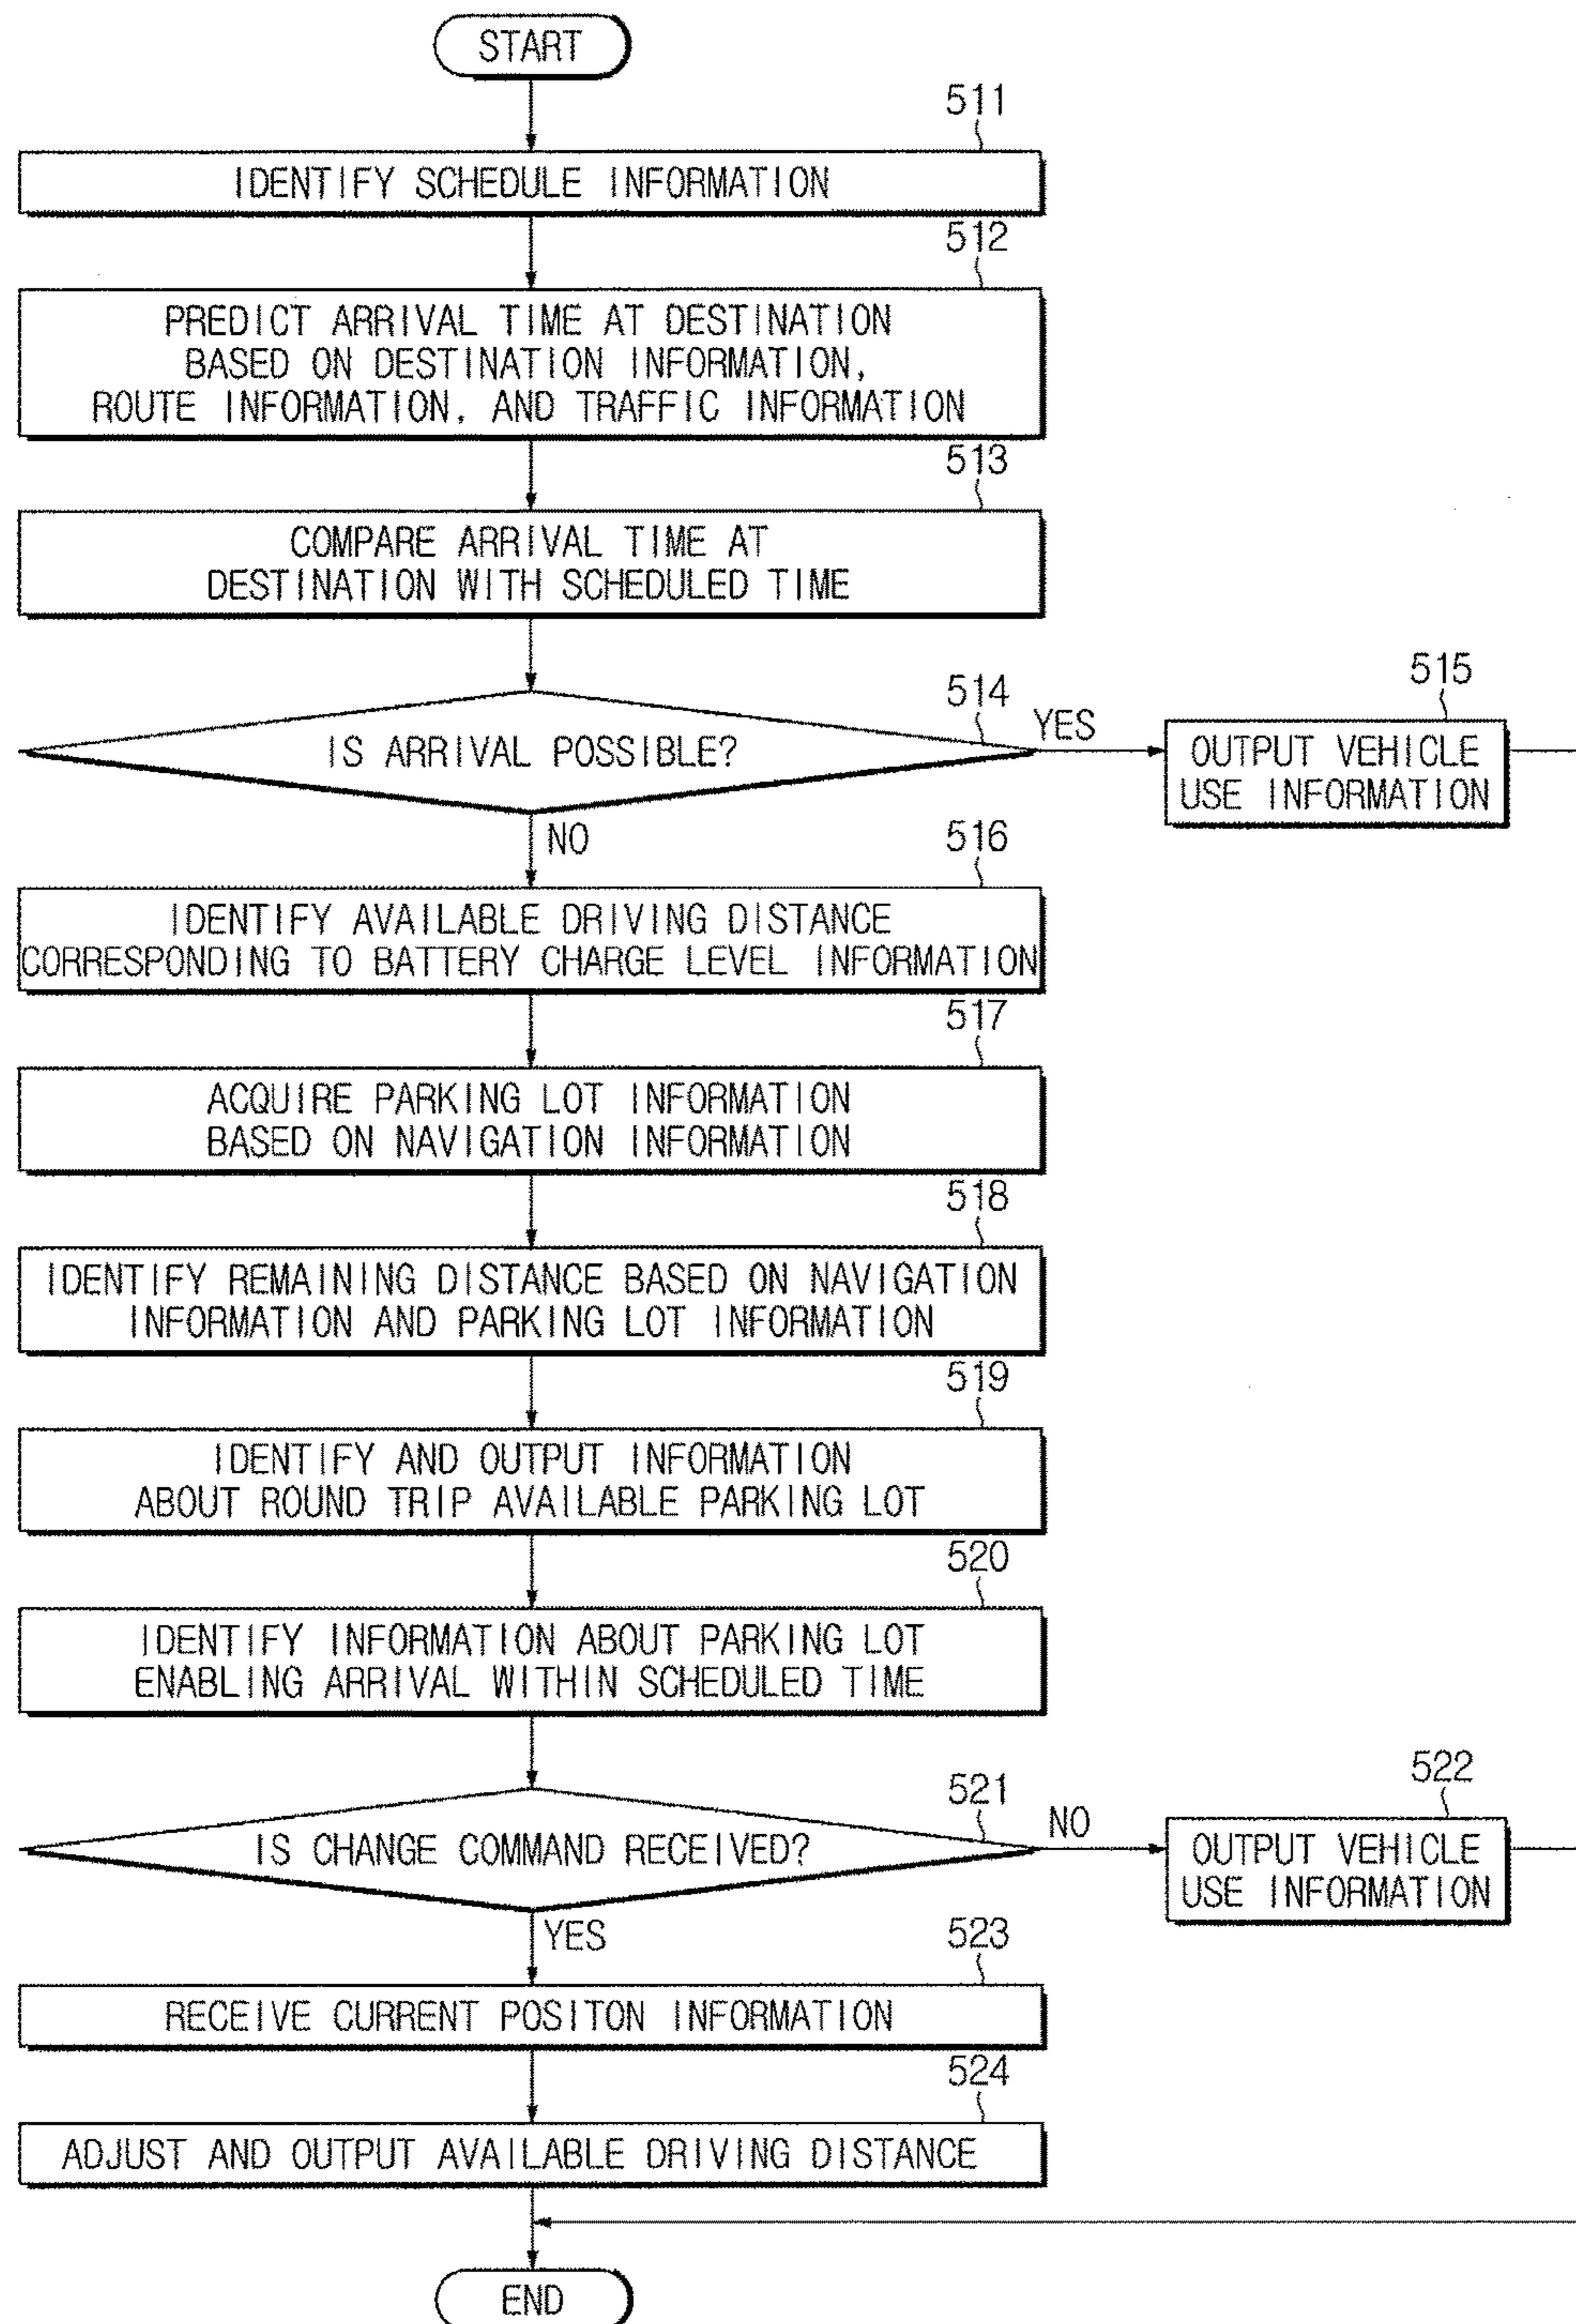 START
511
IDENTIFY SCHEDULE INFORMATION
512
PREDICT ARRIVAL TIME AT DESTINATION
BASED ON DESTINATION INFORMATION,
ROUTE INFORMATION, AND TRAFFIC INFORMATION
513
COMPARE ARRIVAL TIME AT
DESTINATION WITH SCHEDULED TIME
514
IS ARRIVAL POSSIBLE?
YES
515
OUTPUT VEHICLE
USE INFORMATION
NO
516
IDENTIFY AVAILABLE DRIVING DISTANCE
CORRESPONDING TO BATTERY CHARGE LEVEL INFORMATION
517
ACQUIRE PARKING LOT INFORMATION
BASED ON NAVIGATION INFORMATION
518
IDENTIFY REMAINING DISTANCE BASED ON NAVIGATION
INFORMATION AND PARKING LOT INFORMATION
519
IDENTIFY AND OUTPUT INFORMATION
ABOUT ROUND TRIP AVAILABLE PARKING LOT
520
IDENTIFY INFORMATION ABOUT PARKING LOT
ENABLING ARRIVAL WITHIN SCHEDULED TIME
521
IS CHANGE COMMAND RECEIVED?
NO
522
OUTPUT VEHICLE
USE INFORMATION
YES
523
RECEIVE CURRENT POSITON INFORMATION
524
ADJUST AND OUTPUT AVAILABLE DRIVING DISTANCE
END